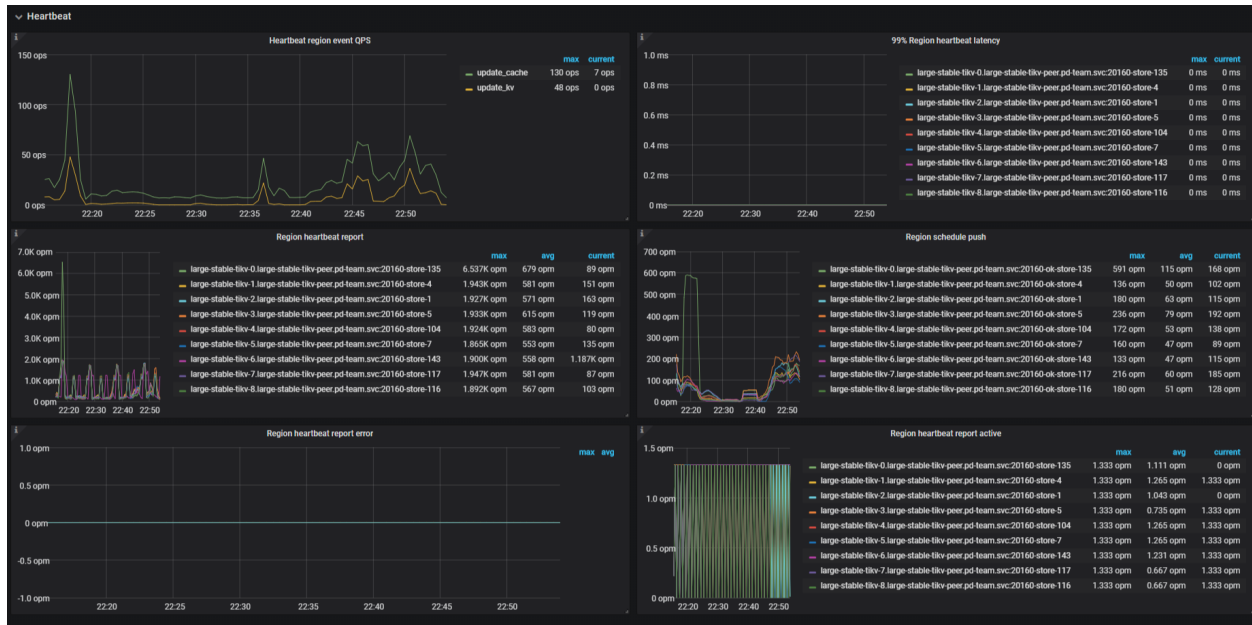 Heartbeat
Heartbeat region event QPS
150 ops
100 ops
50 ops
0 ops
22:20 22:25 22:30 22:35 22:40 22:45 22:50
max current
update_cache 130 ops 7 ops
update_kv 48 ops 0 ops
99% Region heartbeat latency
1.0 ms
0.8 ms
0.6 ms
0.4 ms
0.2 ms
0 ms
22:20 22:30 22:40 22:50
max current
large-stable-tikv-0.large-stable-tikv-peer.pd-team.svc:20160-store-135 0 ms 0 ms
large-stable-tikv-1.large-stable-tikv-peer.pd-team.svc:20160-store-4 0 ms 0 ms
large-stable-tikv-2.large-stable-tikv-peer.pd-team.svc:20160-store-1 0 ms 0 ms
large-stable-tikv-3.large-stable-tikv-peer.pd-team.svc:20160-store-5 0 ms 0 ms
large-stable-tikv-4.large-stable-tikv-peer.pd-team.svc:20160-store-104 0 ms 0 ms
large-stable-tikv-5.large-stable-tikv-peer.pd-team.svc:20160-store-7 0 ms 0 ms
large-stable-tikv-6.large-stable-tikv-peer.pd-team.svc:20160-store-143 0 ms 0 ms
large-stable-tikv-7.large-stable-tikv-peer.pd-team.svc:20160-store-117 0 ms 0 ms
large-stable-tikv-8.large-stable-tikv-peer.pd-team.svc:20160-store-116 0 ms 0 ms
Region heartbeat report
7.0K opm
6.0K opm
5.0K opm
4.0K opm
3.0K opm
2.0K opm
1.0K opm
0 opm
22:20 22:30 22:40 22:50
max avg current
large-stable-tikv-0.large-stable-tikv-peer.pd-team.svc:20160-store-135 6.537K opm 679 opm 89 opm
large-stable-tikv-1.large-stable-tikv-peer.pd-team.svc:20160-store-4 1.943K opm 581 opm 151 opm
large-stable-tikv-2.large-stable-tikv-peer.pd-team.svc:20160-store-1 1.927K opm 571 opm 163 opm
large-stable-tikv-3.large-stable-tikv-peer.pd-team.svc:20160-store-5 1.933K opm 615 opm 119 opm
large-stable-tikv-4.large-stable-tikv-peer.pd-team.svc:20160-store-104 1.924K opm 583 opm 80 opm
large-stable-tikv-5.large-stable-tikv-peer.pd-team.svc:20160-store-7 1.865K opm 553 opm 135 opm
large-stable-tikv-6.large-stable-tikv-peer.pd-team.svc:20160-store-143 1.900K opm 558 opm 1.187K opm
large-stable-tikv-7.large-stable-tikv-peer.pd-team.svc:20160-store-117 1.947K opm 581 opm 87 opm
large-stable-tikv-8.large-stable-tikv-peer.pd-team.svc:20160-store-116 1.892K opm 567 opm 103 opm
Region schedule push
700 opm
600 opm
500 opm
400 opm
300 opm
200 opm
100 opm
0 opm
22:20 22:30 22:40 22:50
max avg current
large-stable-tikv-0.large-stable-tikv-peer.pd-team.svc:20160-ok-store-135 591 opm 115 opm 168 opm
large-stable-tikv-1.large-stable-tikv-peer.pd-team.svc:20160-ok-store-4 136 opm 50 opm 102 opm
large-stable-tikv-2.large-stable-tikv-peer.pd-team.svc:20160-ok-store-1 180 opm 63 opm 115 opm
large-stable-tikv-3.large-stable-tikv-peer.pd-team.svc:20160-ok-store-5 236 opm 79 opm 192 opm
large-stable-tikv-4.large-stable-tikv-peer.pd-team.svc:20160-ok-store-104 172 opm 53 opm 138 opm
large-stable-tikv-5.large-stable-tikv-peer.pd-team.svc:20160-ok-store-7 160 opm 47 opm 89 opm
large-stable-tikv-6.large-stable-tikv-peer.pd-team.svc:20160-ok-store-143 133 opm 47 opm 115 opm
large-stable-tikv-7.large-stable-tikv-peer.pd-team.svc:20160-ok-store-117 216 opm 60 opm 185 opm
large-stable-tikv-8.large-stable-tikv-peer.pd-team.svc:20160-ok-store-116 180 opm 51 opm 128 opm
Region heartbeat report error
1.0 opm
0.5 opm
0 opm
-0.5 opm
-1.0 opm
22:20 22:25 22:30 22:35 22:40 22:45 22:50
max avg
Region heartbeat report active
1.5 opm
1.0 opm
0.5 opm
0 opm
22:20 22:30 22:40 22:50
max avg current
large-stable-tikv-0.large-stable-tikv-peer.pd-team.svc:20160-store-135 1.333 opm 1.111 opm 0 opm
large-stable-tikv-1.large-stable-tikv-peer.pd-team.svc:20160-store-4 1.333 opm 1.265 opm 1.333 opm
large-stable-tikv-2.large-stable-tikv-peer.pd-team.svc:20160-store-1 1.333 opm 1.043 opm 0 opm
large-stable-tikv-3.large-stable-tikv-peer.pd-team.svc:20160-store-5 1.333 opm 0.735 opm 1.333 opm
large-stable-tikv-4.large-stable-tikv-peer.pd-team.svc:20160-store-104 1.333 opm 1.265 opm 1.333 opm
large-stable-tikv-5.large-stable-tikv-peer.pd-team.svc:20160-store-7 1.333 opm 1.265 opm 1.333 opm
large-stable-tikv-6.large-stable-tikv-peer.pd-team.svc:20160-store-143 1.333 opm 1.231 opm 1.333 opm
large-stable-tikv-7.large-stable-tikv-peer.pd-team.svc:20160-store-117 1.333 opm 0.667 opm 1.333 opm
large-stable-tikv-8.large-stable-tikv-peer.pd-team.svc:20160-store-116 1.333 opm 0.667 opm 1.333 opm